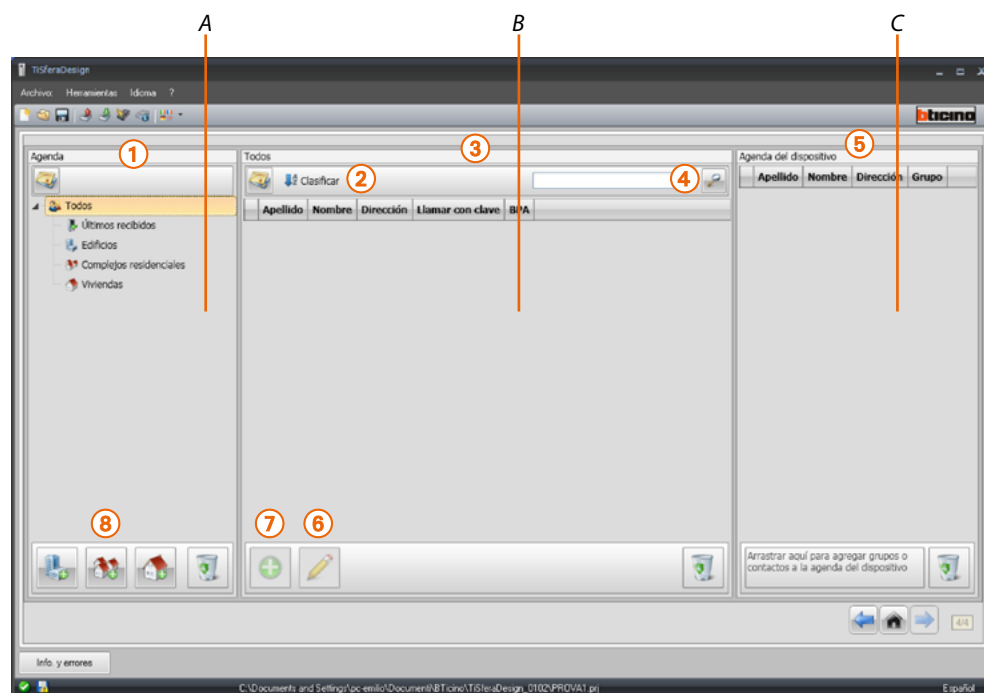 A B C
TiSferaDesign
Archivo: Herramientas Idioma ?
bticino
1 3 5
Agenda Todos Agenda del dispositivo
2 4
Clasificar
Apellido Nombre Dirección Grupo
Todos
Apellido Nombre Dirección Llamar con clave BPA
Últimos recibidos
Edificios
Complejos residenciales
Viviendas
8 7 6
Arrastrar aquí para agregar grupos o
contactos a la agenda del dispositivo
4/4
Info. y errores
C:\Documents and Settings\pc-emilio\Documenti\BTicino\TiSferaDesign_0102\PROVA1.prj Español